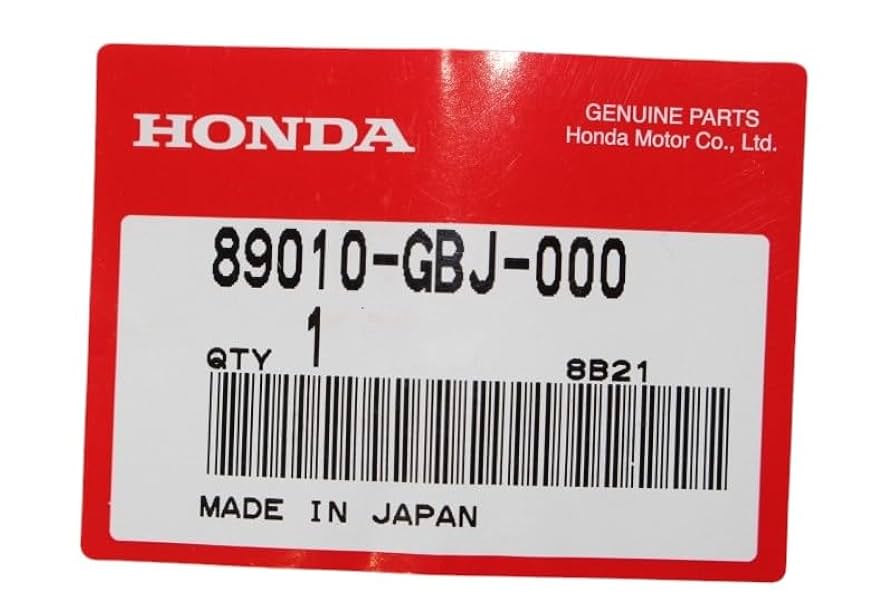 HONDA
GENUINE PARTS
Honda Motor Co., Ltd.
89010-GBJ-000
QTY 1 8B21
MADE IN JAPAN